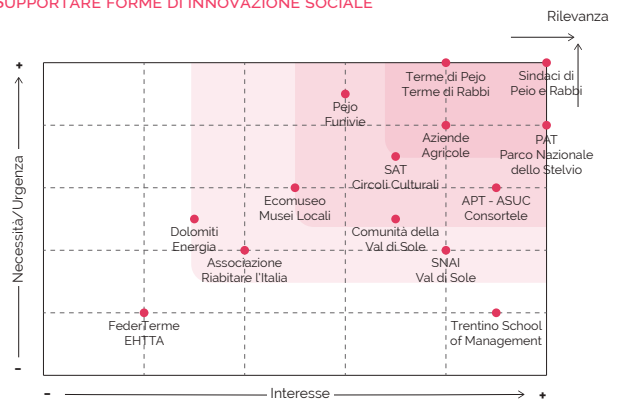 SUPPORTARE FORME DI INNOVAZIONE SOCIALE
Rilevanza
+
Terme di Pejo
Terme di Rabbi
Sindaci di
Peio e Rabbi
Pejo
Funivie
Aziende
Agricole
PAT
Parco Nazionale
dello Stelvio
SAT
Circoli Culturali
Ecomuseo
Musei Locali
APT - ASUC
Consortele
Dolomiti
Energia
Comunità della
Val di Sole
Associazione
Riabitare l'Italia
SNAI
Val di Sole
FederTerme
EHTTA
Trentino School
of Management
Necessità/Urgenza
-
- Interesse +